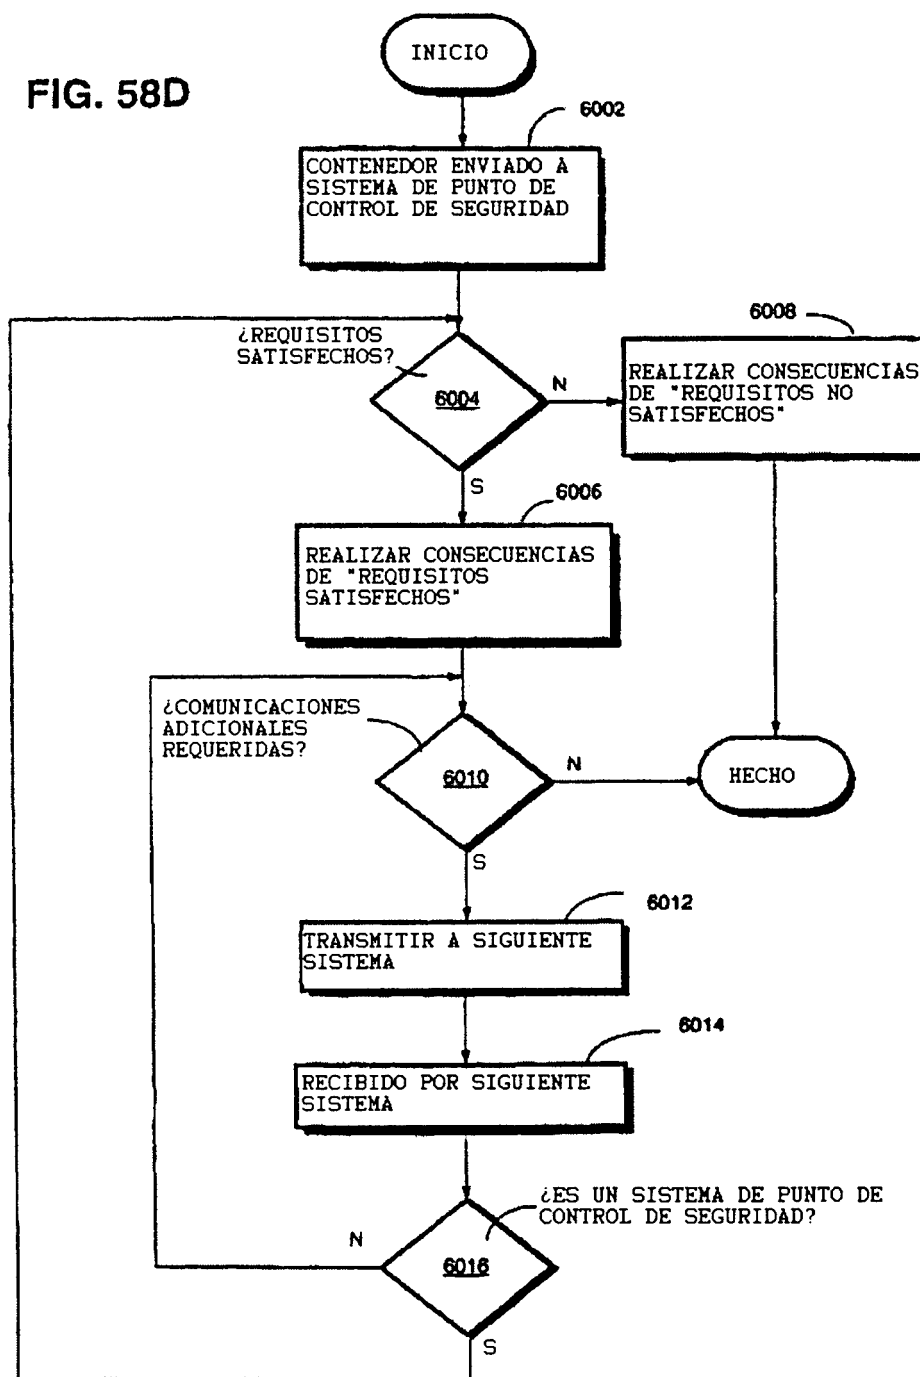 FIG. 58D
INICIO
6002
CONTENEDOR ENVIADO A
SISTEMA DE PUNTO DE
CONTROL DE SEGURIDAD
¿REQUISITOS
SATISFECHOS?
6004
N
S
6008
REALIZAR CONSECUENCIAS
DE "REQUISITOS NO
SATISFECHOS"
6006
REALIZAR CONSECUENCIAS
DE "REQUISITOS
SATISFECHOS"
¿COMUNICACIONES
ADICIONALES
REQUERIDAS?
6010
N
S
HECHO
6012
TRANSMITIR A SIGUIENTE
SISTEMA
6014
RECIBIDO POR SIGUIENTE
SISTEMA
¿ES UN SISTEMA DE PUNTO DE
CONTROL DE SEGURIDAD?
6016
N
S